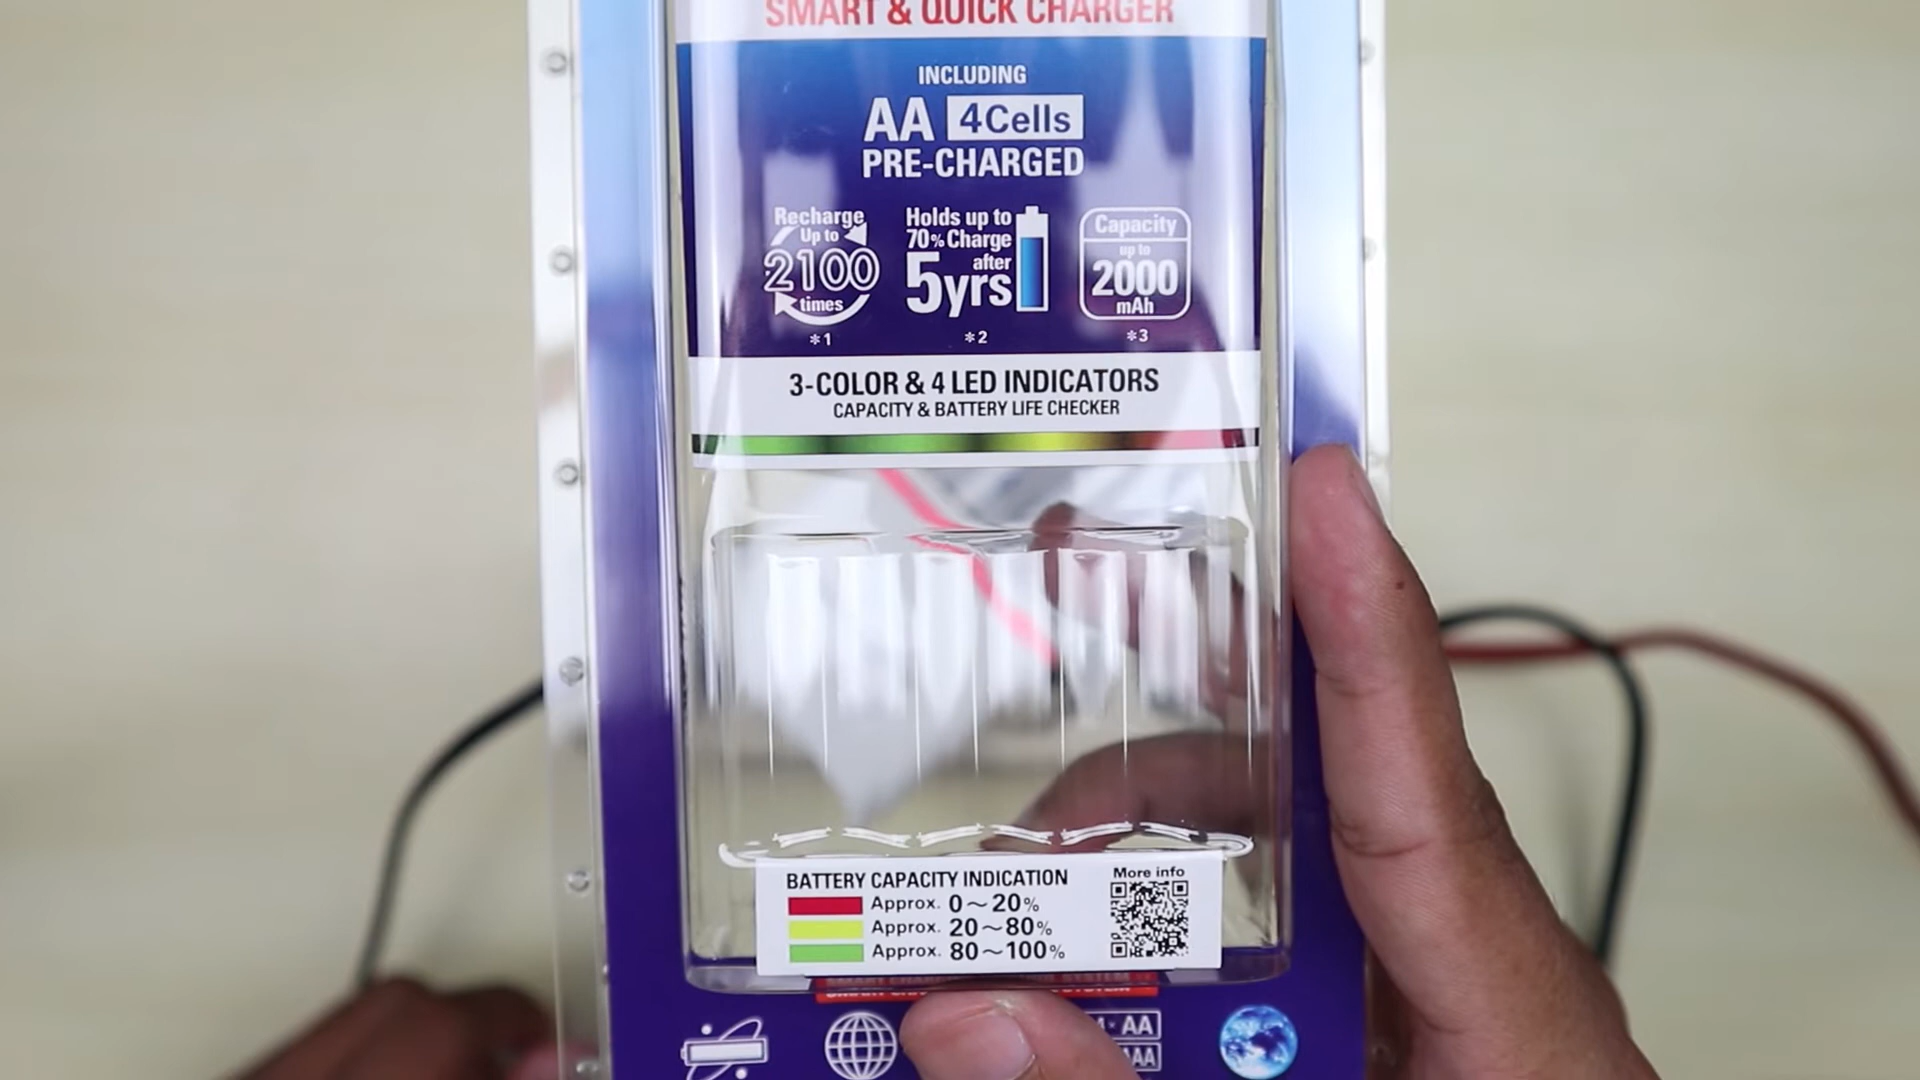 SMART & QUICK CHARGER
INCLUDING
AA 4Cells
PRE-CHARGED
Recharge
Up to
2100
times
*1
Holds up to
70% Charge
after
5yrs
*2
Capacity
up to
2000
mAh
*3
3-COLOR & 4 LED INDICATORS
CAPACITY & BATTERY LIFE CHECKER
BATTERY CAPACITY INDICATION
Approx. 0~20%
Approx. 20~80%
Approx. 80~100%
More info
AA
AAA